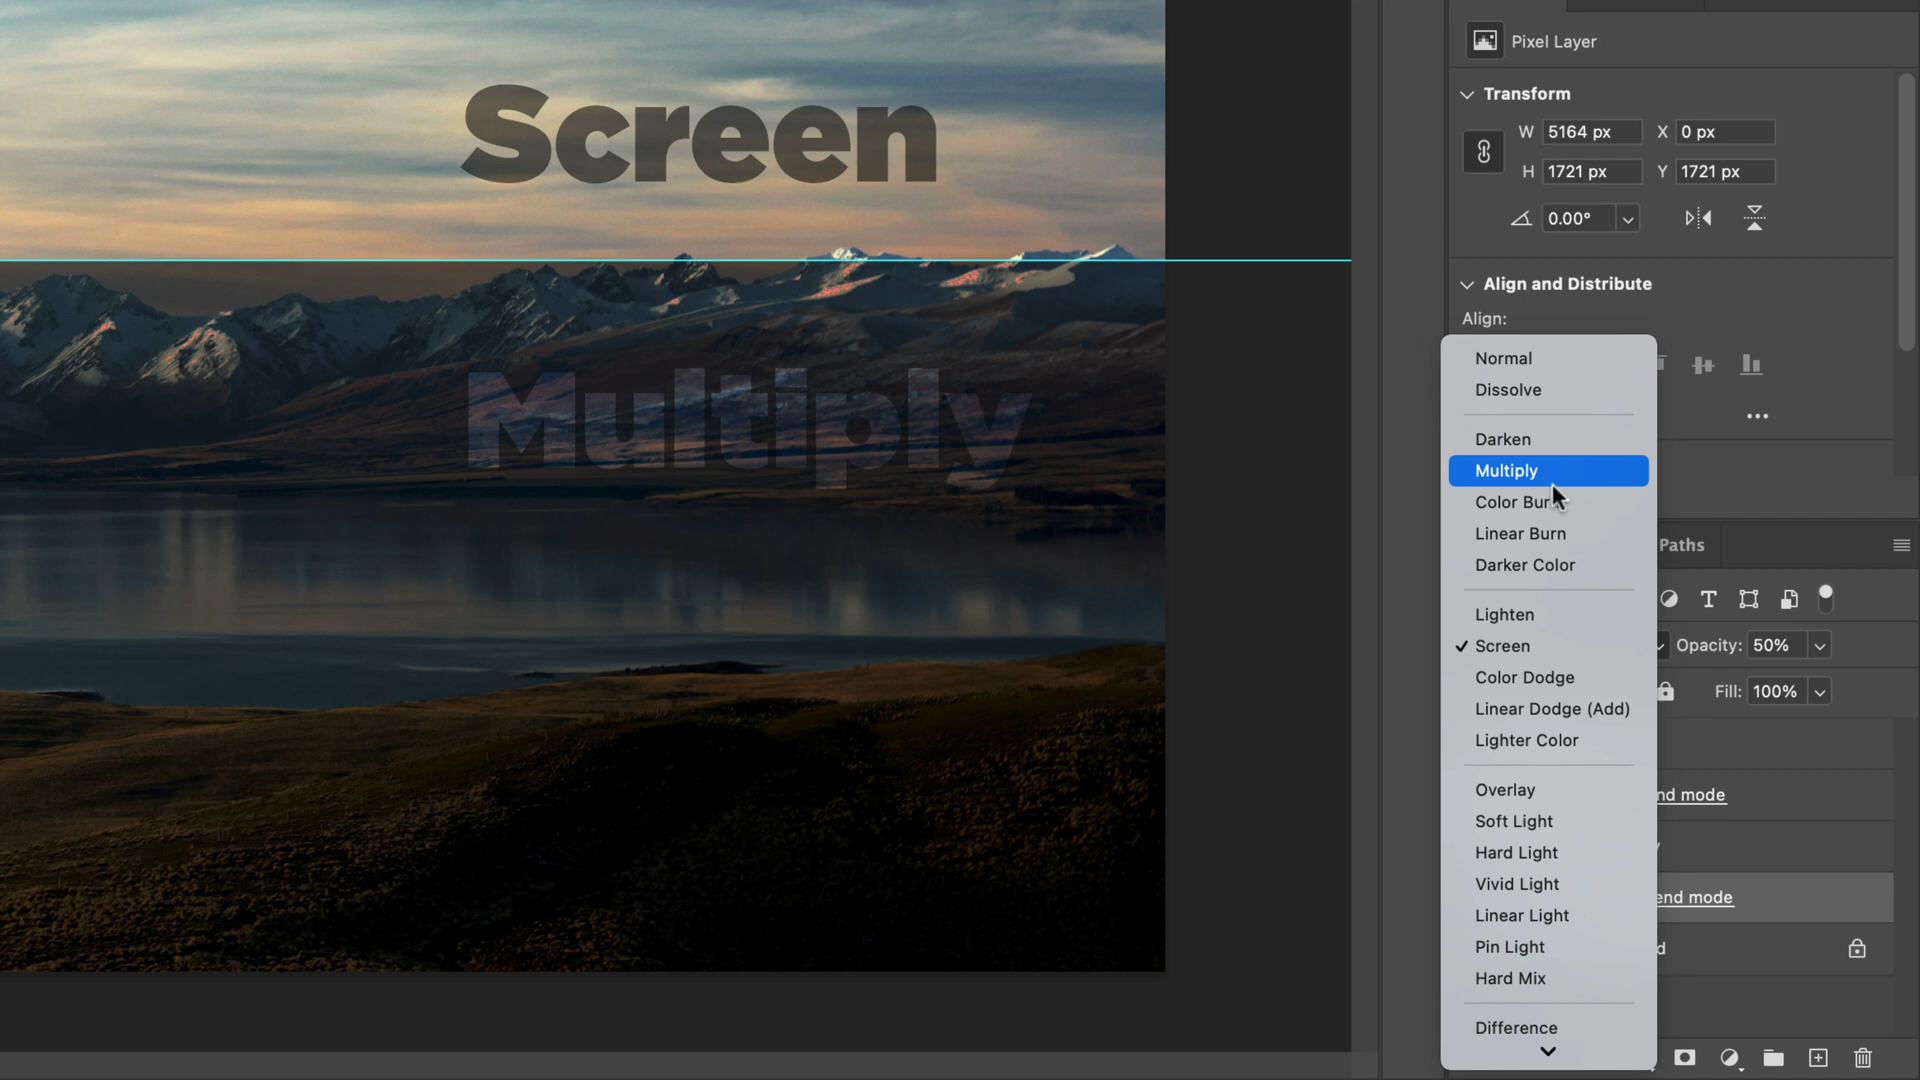 Screen
Multiply
Pixel Layer
Transform
W 5164 px X 0 px
H 1721 px Y 1721 px
0.00°
Align and Distribute
Align:
Normal
Dissolve
Darken
Multiply
Color Bur
Linear Burn
Darker Color
Lighten
Screen
Color Dodge
Linear Dodge (Add)
Lighter Color
Overlay
Soft Light
Hard Light
Vivid Light
Linear Light
Pin Light
Hard Mix
Difference
Paths
Opacity: 50%
Fill: 100%
nd mode
end mode
d